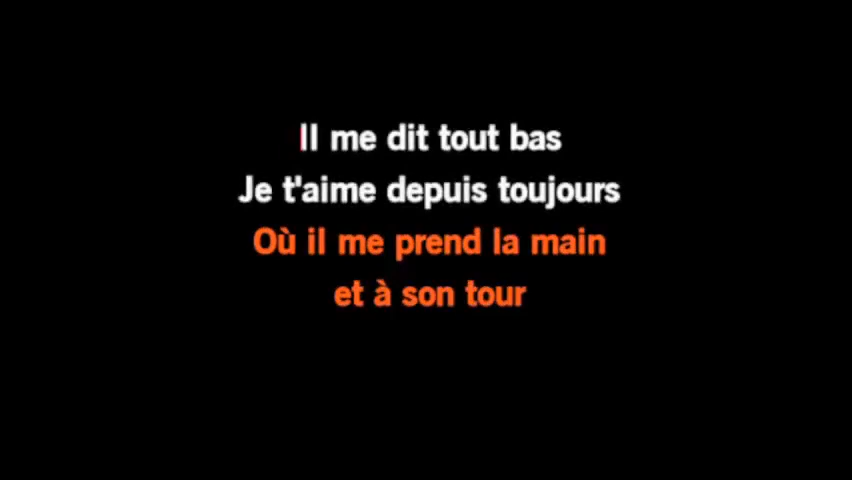 Il me dit tout bas
Je t'aime depuis toujours
Où il me prend la main
et à son tour